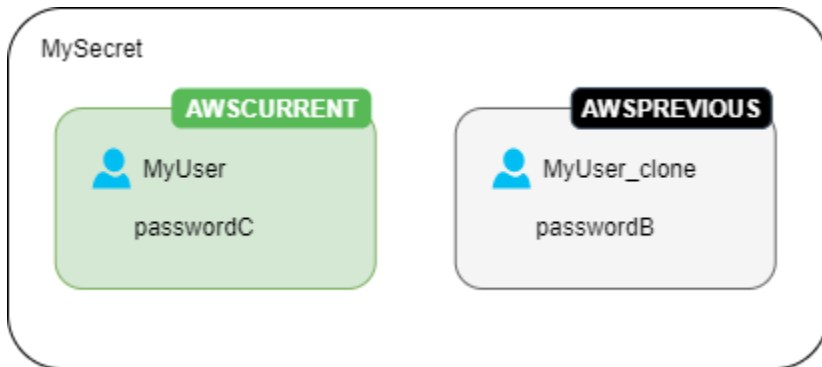 MySecret
AWSCURRENT
MyUser
passwordC
AWSPREVIOUS
MyUser_clone
passwordB